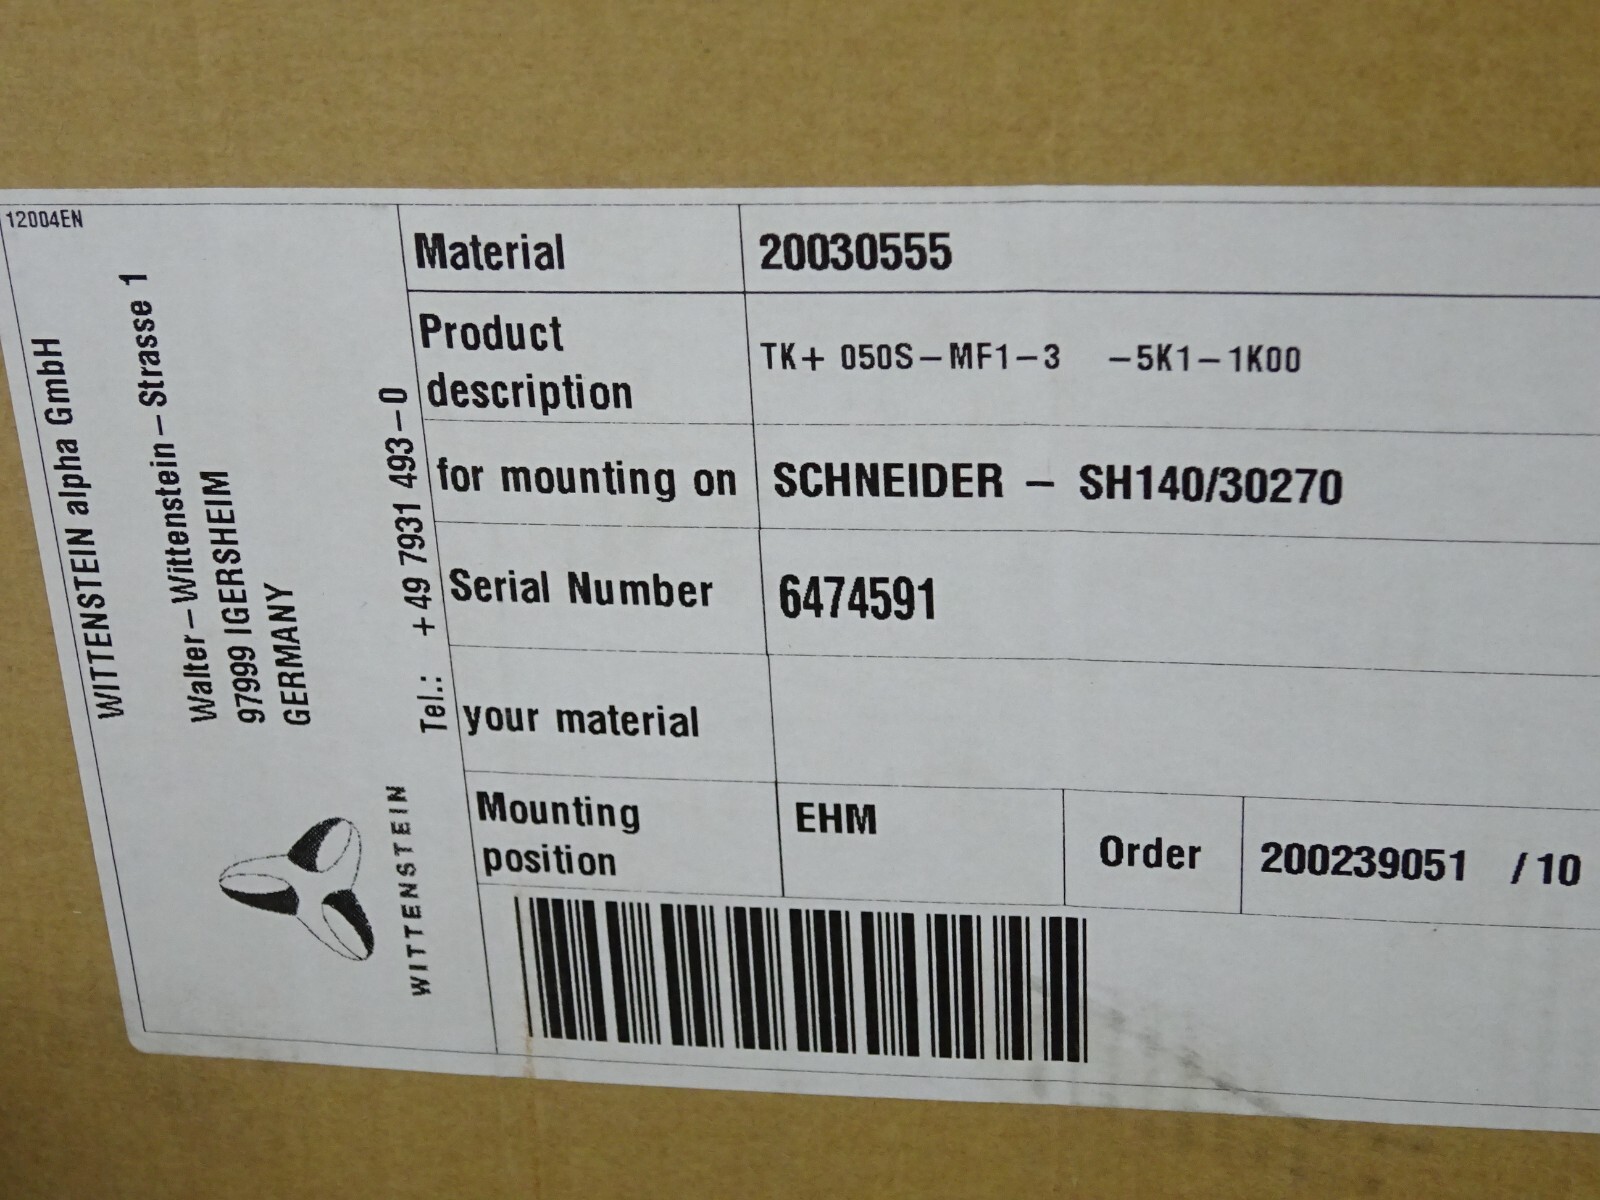 12004EN
WITTENSTEIN alpha GmbH
Walter-Wittenstein-Strasse 1
97999 IGERSHEIM
GERMANY
Tel.: +49 7931 493-0
WITTENSTEIN
Material 20030555
Product description TK+ 050S-MF1-3 -5K1-1K00
for mounting on SCHNEIDER - SH140/30270
Serial Number 6474591
your material
Mounting position EHM Order 200239051 /10